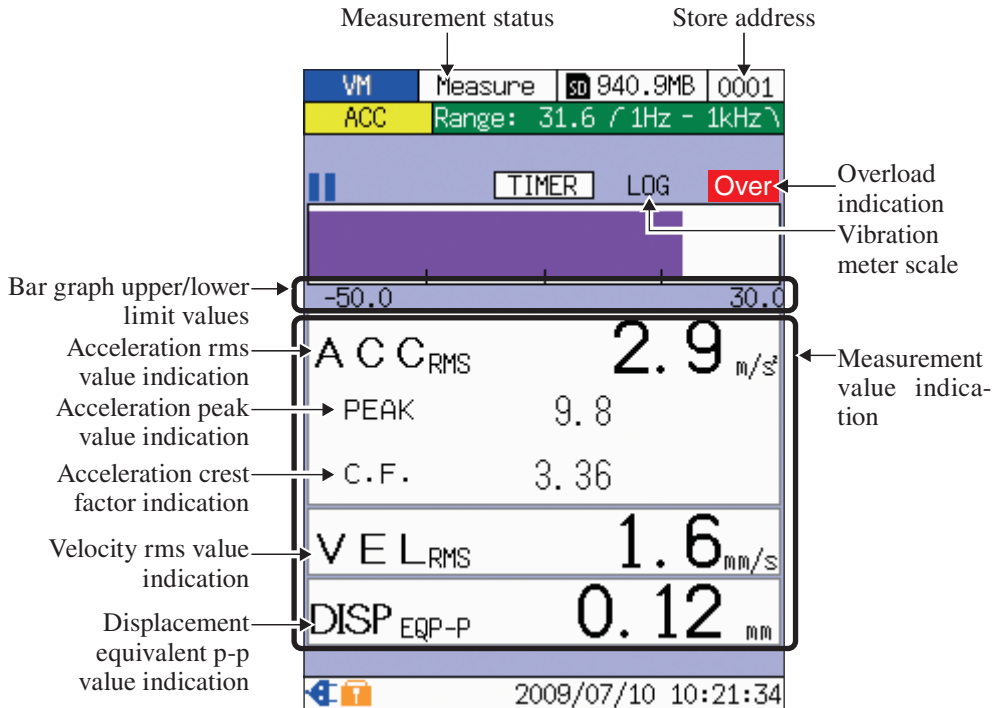 Measurement status
Store address
VM Measure SD 940.9MB 0001
ACC Range: 31.6 / 1Hz - 1kHz \
TIMER LOG Over
Overload
indication
Vibration
meter scale
Bar graph upper/lower
limit values
-50.0 30.0
Acceleration rms
value indication
ACC RMS 2.9 m/s²
Measurement
value indica-
tion
Acceleration peak
value indication
PEAK 9.8
Acceleration crest
factor indication
C.F. 3.36
Velocity rms value
indication
VEL RMS 1.6 mm/s
Displacement
equivalent p-p
value indication
DISP EQP-P 0.12 mm
2009/07/10 10:21:34